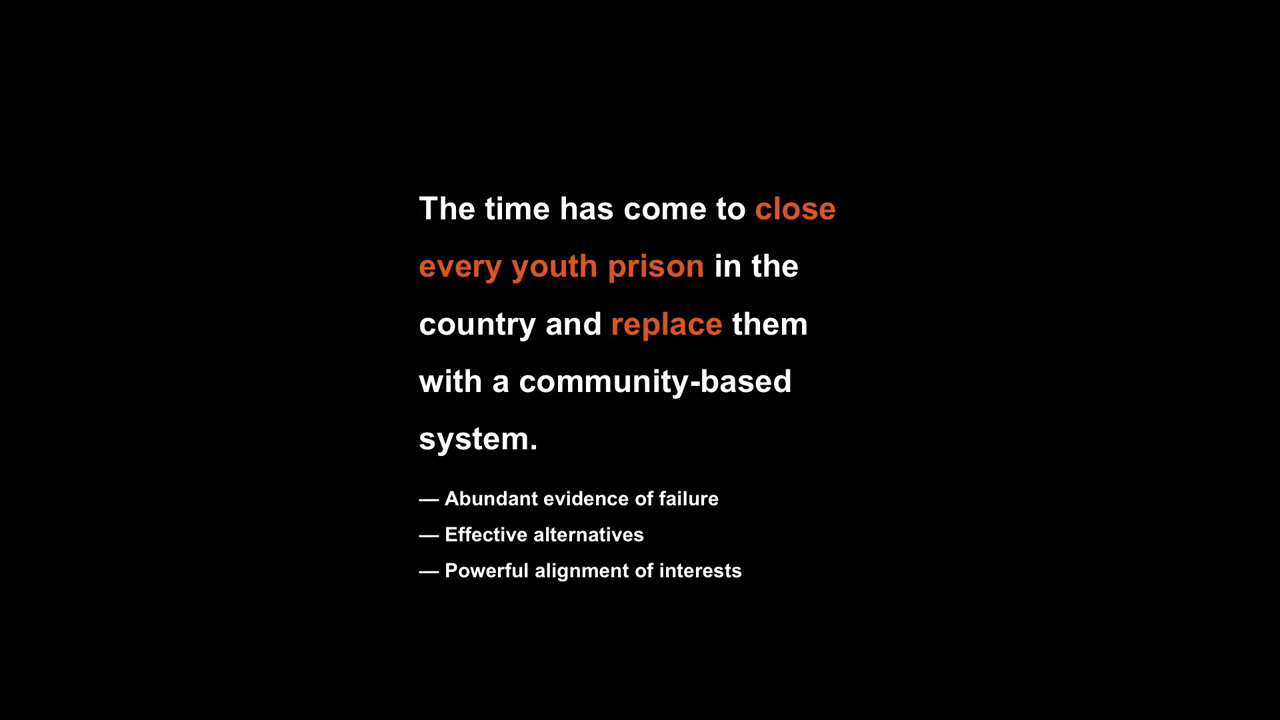 The time has come to close
every youth prison in the
country and replace them
with a community-based
system.
— Abundant evidence of failure
— Effective alternatives
— Powerful alignment of interests